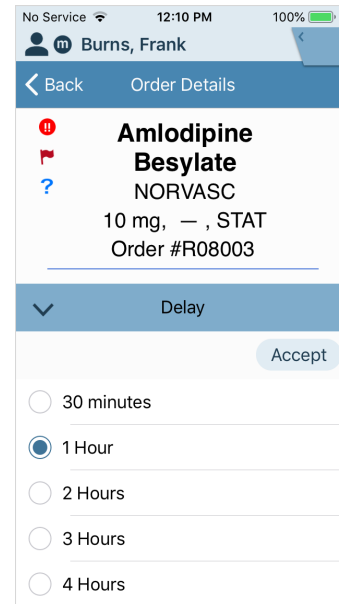 No Service 12:10 PM 100%
m Burns, Frank
Back Order Details
!!
Amlodipine
?
Besylate
NORVASC
10 mg, — , STAT
Order #R08003
Delay
Accept
30 minutes
1 Hour
2 Hours
3 Hours
4 Hours